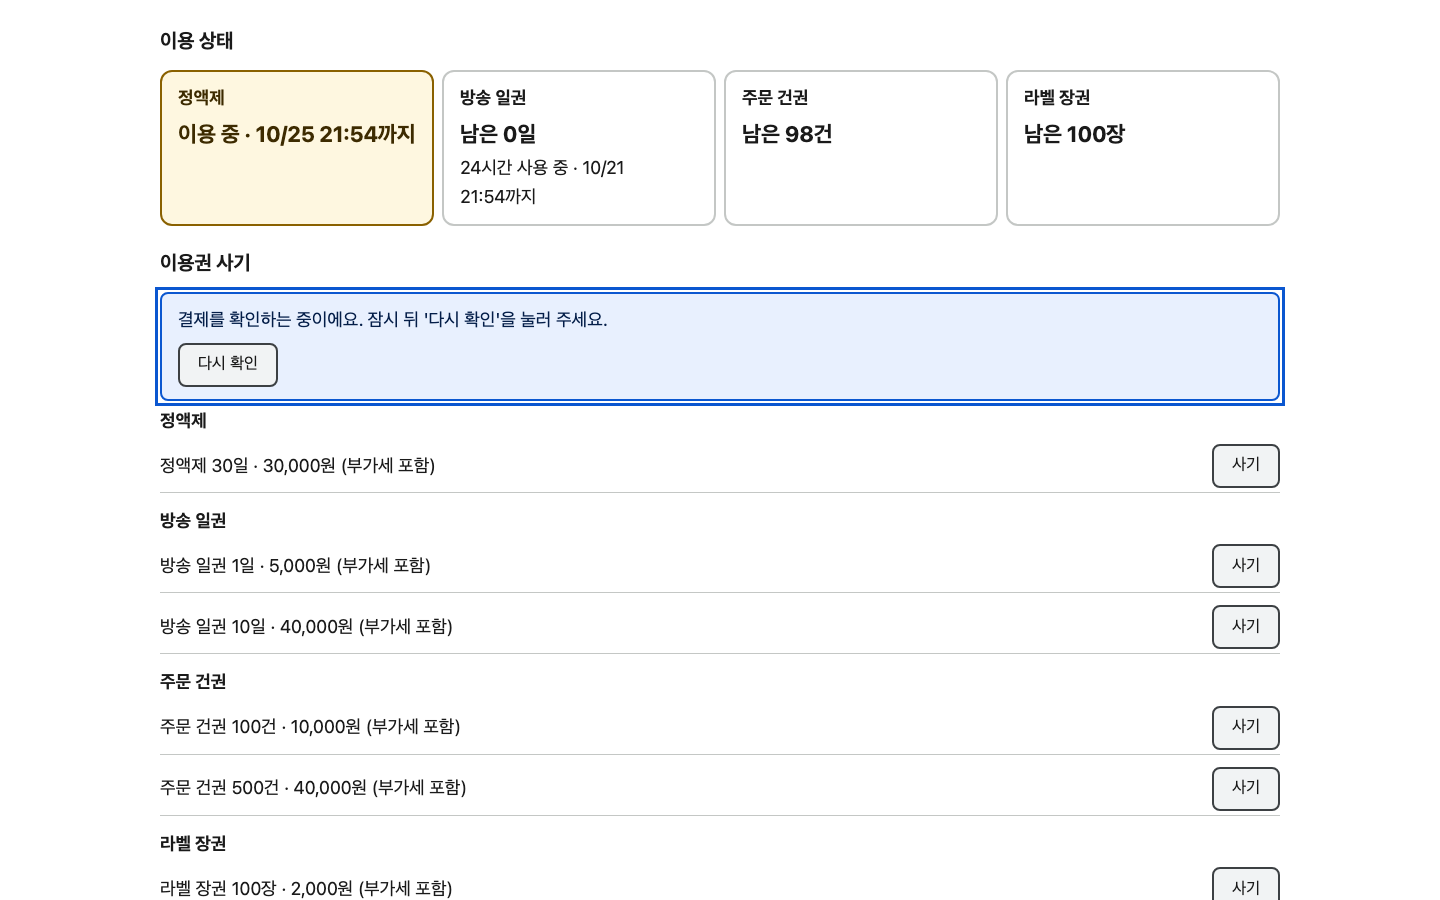 이용 상태
정액제
이용 중 · 10/25 21:54까지
방송 일권
남은 0일
24시간 사용 중 · 10/21
21:54까지
주문 건권
남은 98건
라벨 장권
남은 100장
이용권 사기
결제를 확인하는 중이에요. 잠시 뒤 '다시 확인'을 눌러 주세요.
다시 확인
정액제
정액제 30일 · 30,000원 (부가세 포함)
사기
방송 일권
방송 일권 1일 · 5,000원 (부가세 포함)
사기
방송 일권 10일 · 40,000원 (부가세 포함)
사기
주문 건권
주문 건권 100건 · 10,000원 (부가세 포함)
사기
주문 건권 500건 · 40,000원 (부가세 포함)
사기
라벨 장권
라벨 장권 100장 · 2,000원 (부가세 포함)
사기